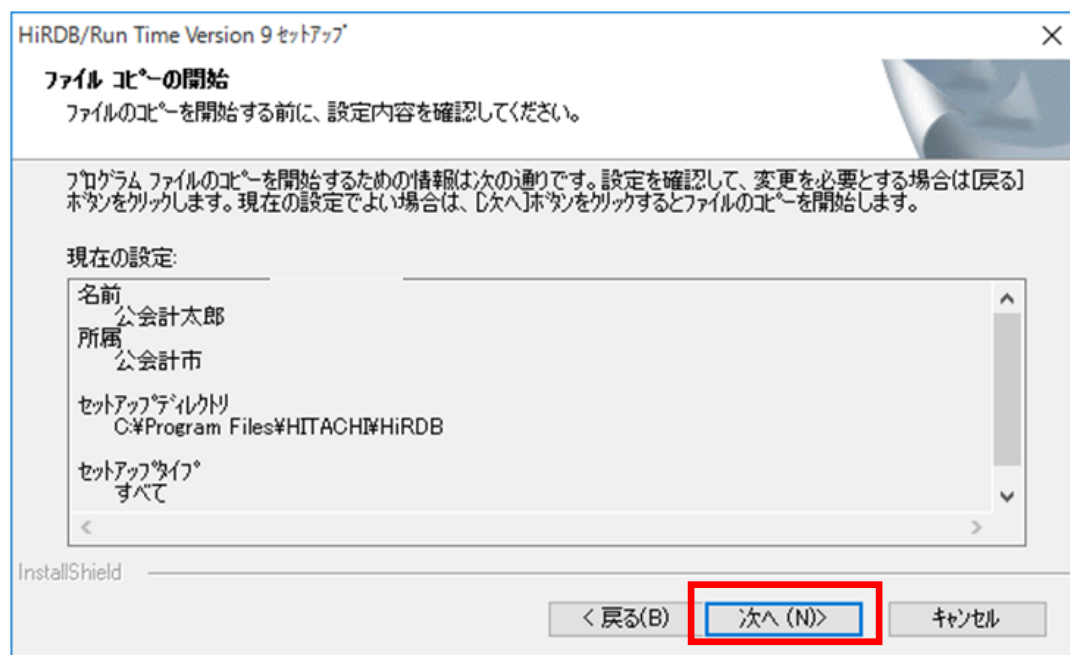 HiRDB/Run Time Version 9 ｾｯﾄｱｯﾌﾟ
ﾌｧｲﾙ ｺﾋﾟｰの開始
ﾌｧｲﾙのｺﾋﾟｰを開始する前に、設定内容を確認してください。
ﾌﾟﾛｸﾞﾗﾑ ﾌｧｲﾙのｺﾋﾟｰを開始するための情報は次の通りです。設定を確認して、変更を必要とする場合は[戻る]
ﾎﾞﾀﾝをｸﾘｯｸします。現在の設定でよい場合は、[次へ]ﾎﾞﾀﾝをｸﾘｯｸするとﾌｧｲﾙのｺﾋﾟｰを開始します。
現在の設定:
名前
公会計太郎
所属
公会計市
ｾｯﾄｱｯﾌﾟﾃﾞｨﾚｸﾄﾘ
C:¥Program Files¥HITACHI¥HiRDB
ｾｯﾄｱｯﾌﾟﾀｲﾌﾟ
すべて
InstallShield
< 戻る(B)
次へ (N)>
ｷｬﾝｾﾙ